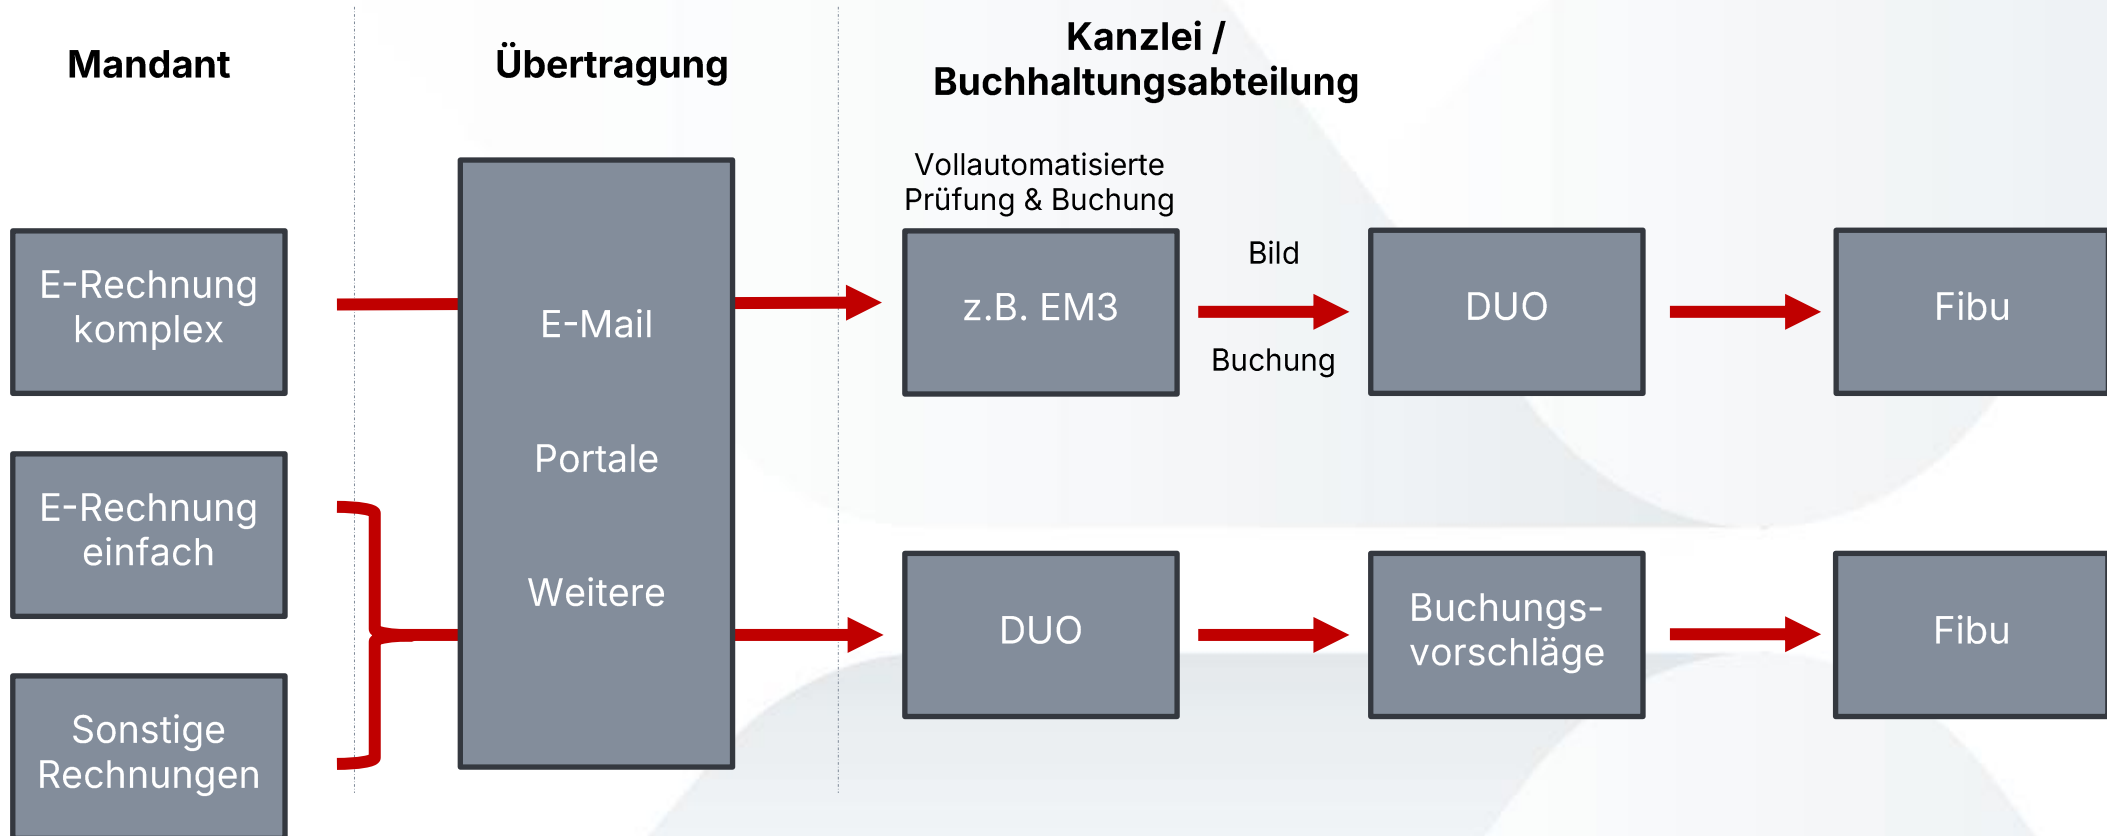 Mandant
Übertragung
Kanzlei /
Buchhaltungsabteilung
Vollautomatisierte
Prüfung & Buchung
E-Rechnung
komplex
E-Mail
Portale
Weitere
z.B. EM3
Bild
Buchung
DUO
Fibu
E-Rechnung
einfach
Sonstige
Rechnungen
DUO
Buchungs-
vorschläge
Fibu